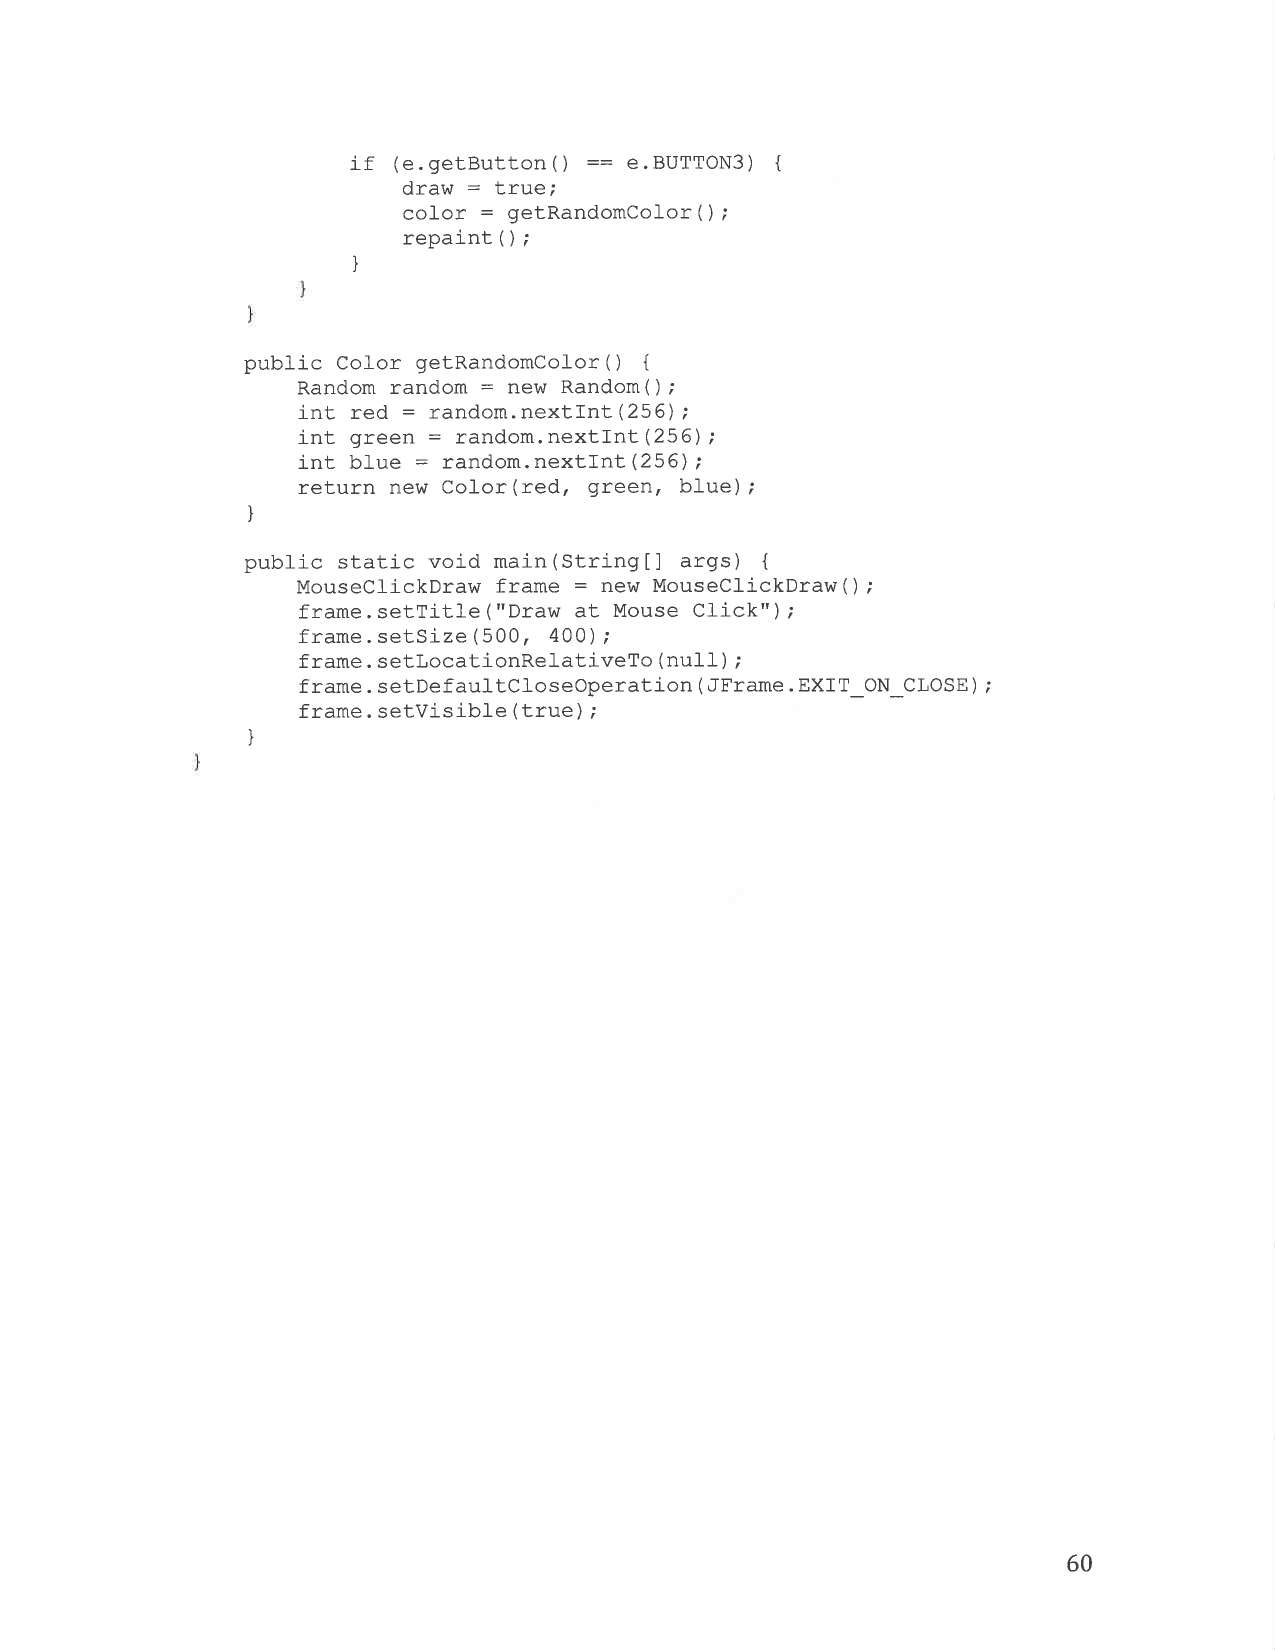 if (e.getButton() == e.BUTTON3) {
                draw = true;
                color = getRandomColor();
                repaint();
            }
        }
    }

    public Color getRandomColor() {
        Random random = new Random();
        int red = random.nextInt(256);
        int green = random.nextInt(256);
        int blue = random.nextInt(256);
        return new Color(red, green, blue);
    }

    public static void main(String[] args) {
        MouseClickDraw frame = new MouseClickDraw();
        frame.setTitle("Draw at Mouse Click");
        frame.setSize(500, 400);
        frame.setLocationRelativeTo(null);
        frame.setDefaultCloseOperation(JFrame.EXIT_ON_CLOSE);
        frame.setVisible(true);
    }
}
60